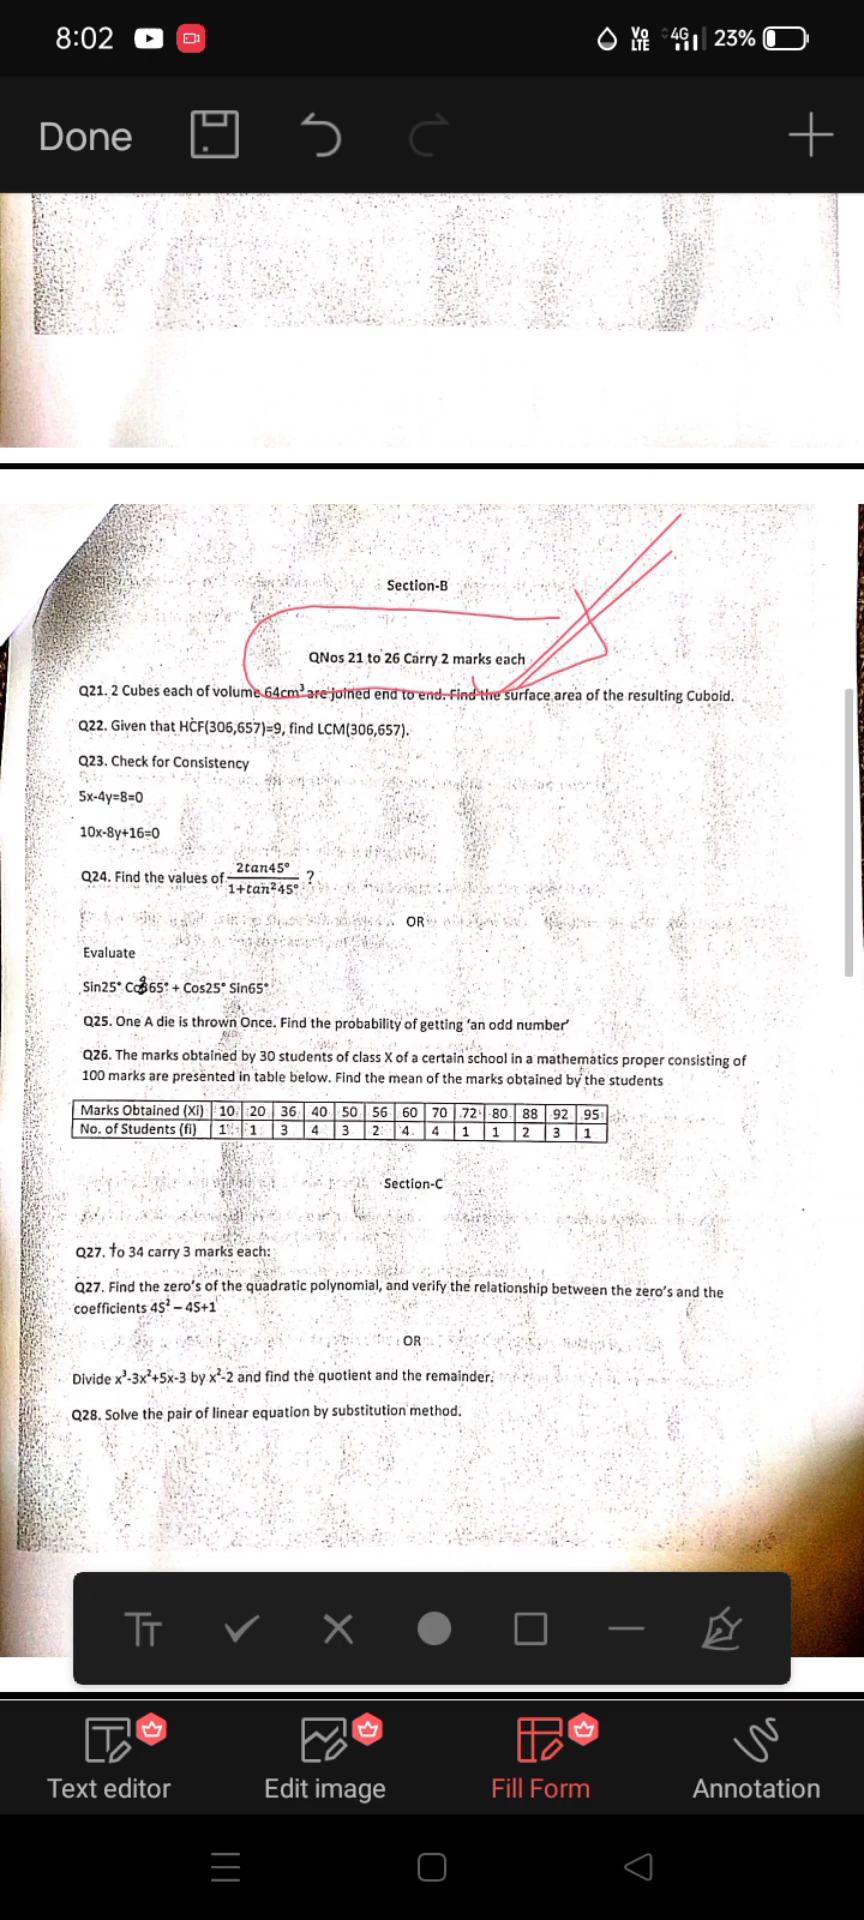 8:02
Vo LTE 4G 23%
Done
Section-B
QNos 21 to 26 Carry 2 marks each
Q21. 2 Cubes each of volume 64cm³ are joined end to end. Find the surface area of the resulting Cuboid.
Q22. Given that HCF(306,657)=9, find LCM(306,657).
Q23. Check for Consistency
5x-4y=8=0
10x-8y+16=0
Q24. Find the values of 2tan45° / 1+tan²45° ?
OR
Evaluate
Sin25° Cos65° + Cos25° Sin65°
Q25. One A die is thrown Once. Find the probability of getting ‘an odd number’
Q26. The marks obtained by 30 students of class X of a certain school in a mathematics proper consisting of
100 marks are presented in table below. Find the mean of the marks obtained by the students
Marks Obtained (Xi) 10 20 36 40 50 56 60 70 72 80 88 92 95
No. of Students (fi) 1 1 3 4 3 2 4 4 1 1 2 3 1
Section-C
Q27. to 34 carry 3 marks each:
Q27. Find the zero's of the quadratic polynomial, and verify the relationship between the zero's and the
coefficients 4S² – 4S+1
OR
Divide x³-3x²+5x-3 by x²-2 and find the quotient and the remainder.
Q28. Solve the pair of linear equation by substitution method.
Text editor
Edit image
Fill Form
Annotation